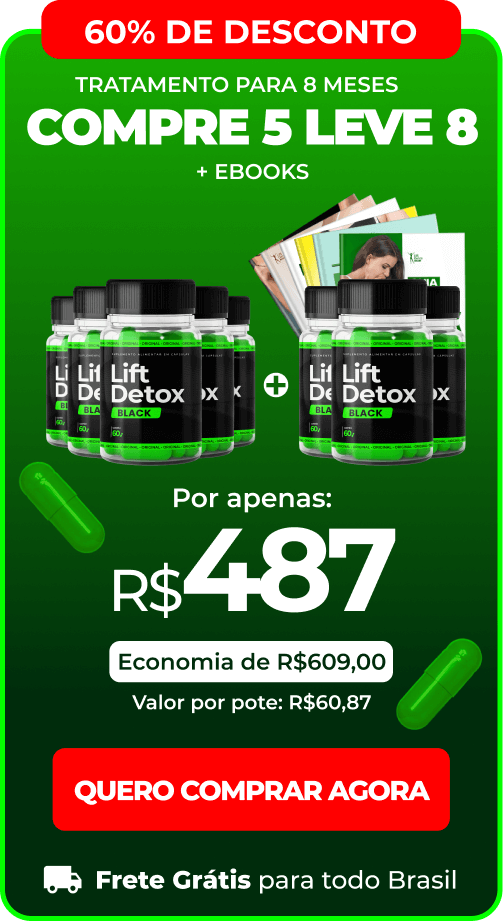 60% DE DESCONTO
TRATAMENTO PARA 8 MESES
COMPRE 5 LEVE 8
+ EBOOKS
Lift
Detox
BLACK
60
+
Lift
Detox
BLACK
60
Por apenas:
R$487
Economia de R$609,00
Valor por pote: R$60,87
QUERO COMPRAR AGORA
Frete Grátis para todo Brasil